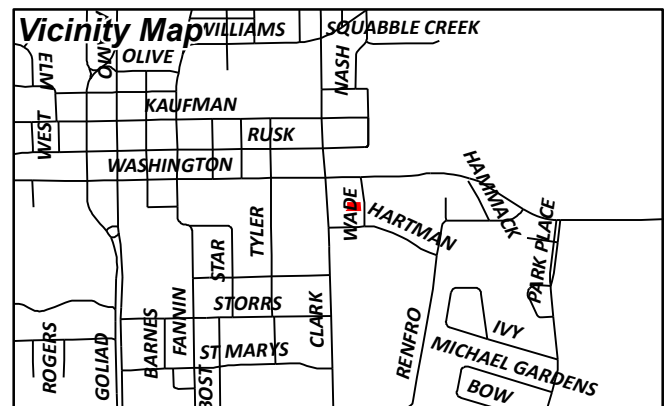 Vicinity Map
WILLIAMS
SQUABBLE CREEK
OLIVE
ELM
NASH
KAUFMAN
WEST
RUSK
WASHINGTON
HAMMACK
WADE
HARTMAN
TYLER
STAR
PARK PLACE
STORRS
CLARK
RENFRO
IVY
BARNES
FANNIN
ROGERS
GOLIAD
ST MARYS
MICHAEL GARDENS
BOST
BOW